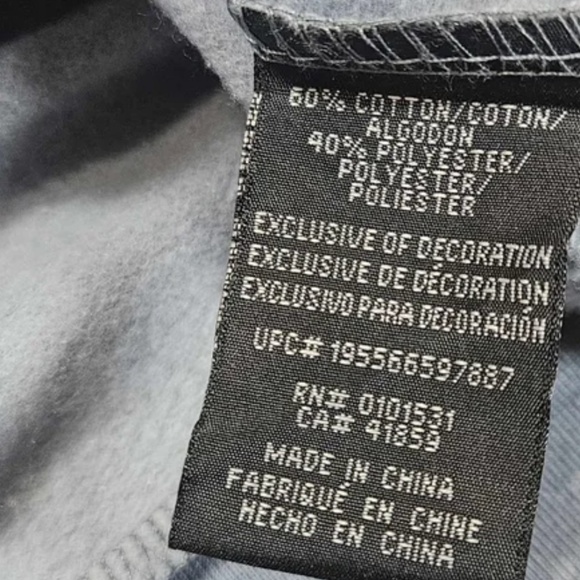 60% COTTON/COTON/
ALGODON
40% POLYESTER/
POLYESTER/
POLIESTER
EXCLUSIVE OF DECORATION
EXCLUSIVE DE DÉCORATION
EXCLUSIVO PARA DECORACIÓN
UPC# 195566597887
RN# 0101531
CA# 41859
MADE IN CHINA
FABRIQUÉ EN CHINE
HECHO EN CHINA